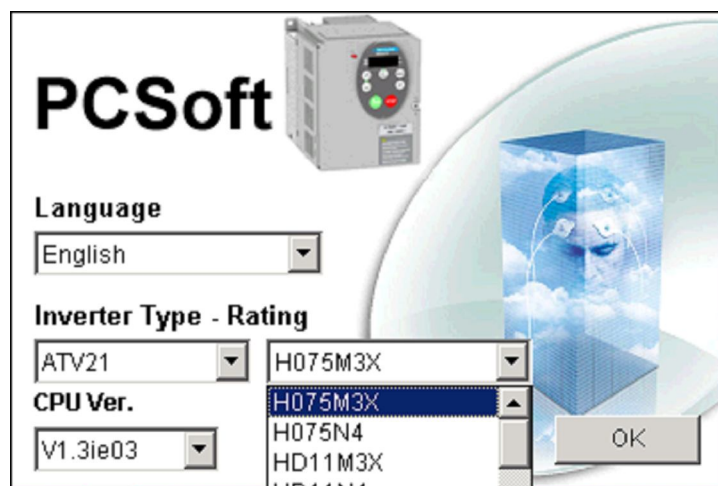 PCSoft
Language
English
Inverter Type - Rating
ATV21 H075M3X
CPU Ver. H075M3X
H075N4
V1.3ie03 HD11M3X
OK